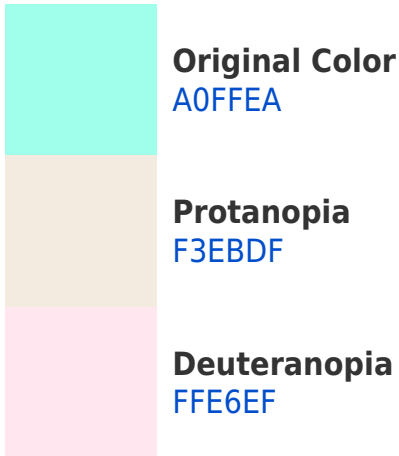 Original Color
A0FFEA
Protanopia
F3EBDF
Deuteranopia
FFE6EF